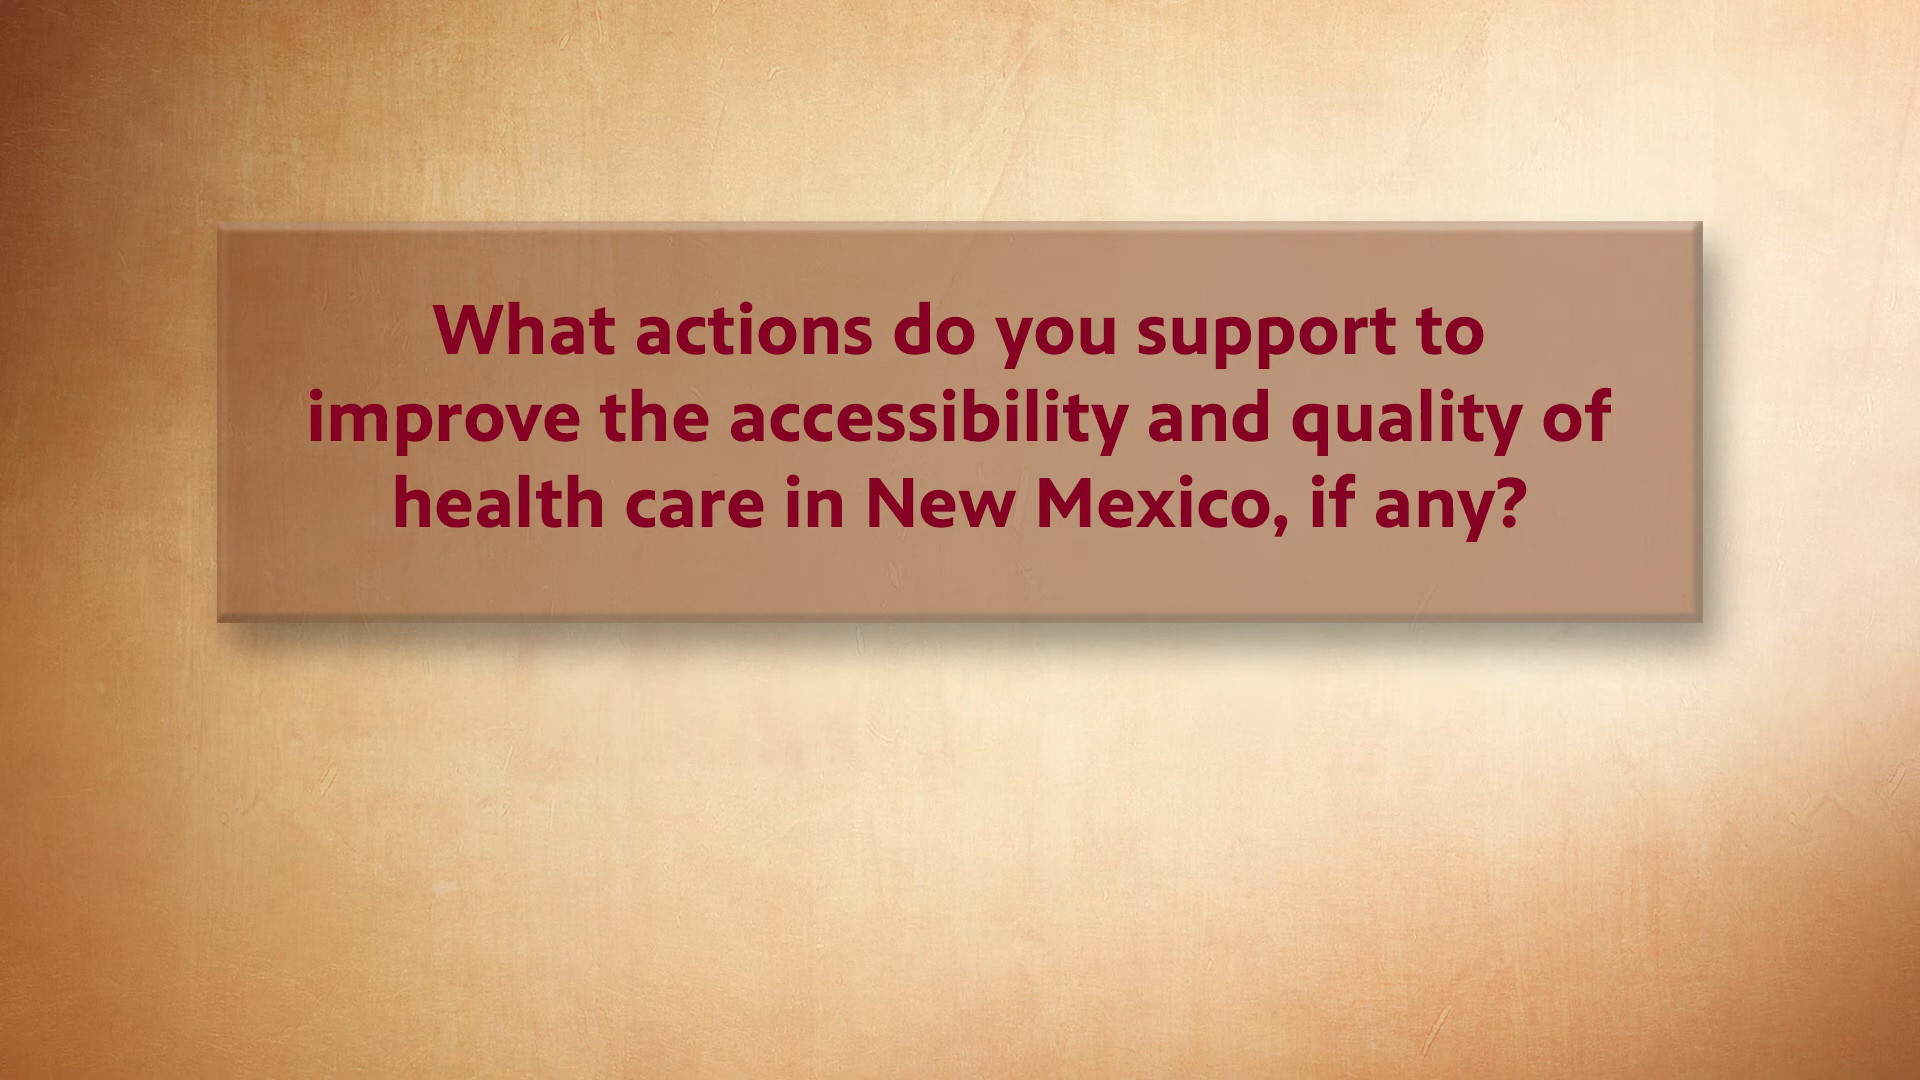 What actions do you support to
improve the accessibility and quality of
health care in New Mexico, if any?